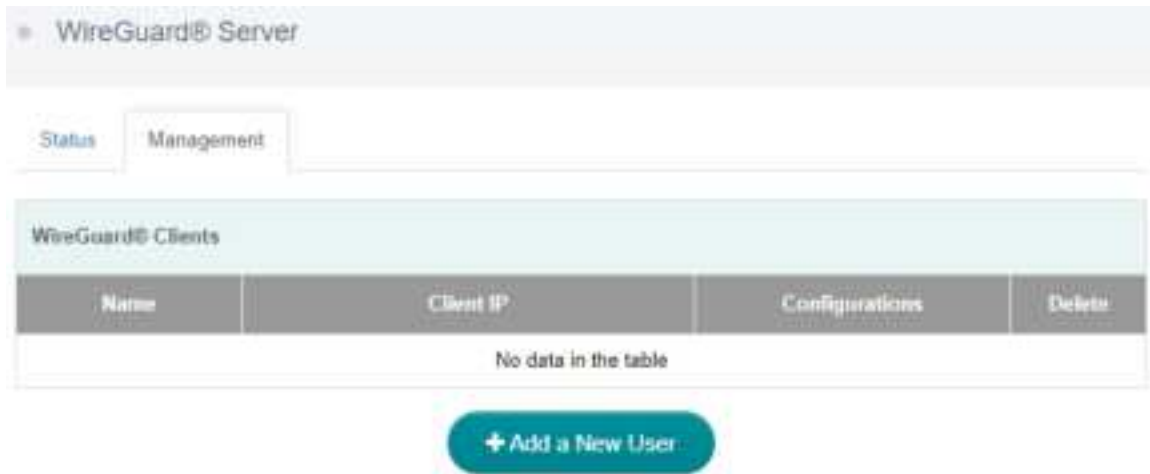 WireGuard® Server
Status Management
WireGuard® Clients
Name Client IP Configurations Delete
No data in the table
+ Add a New User